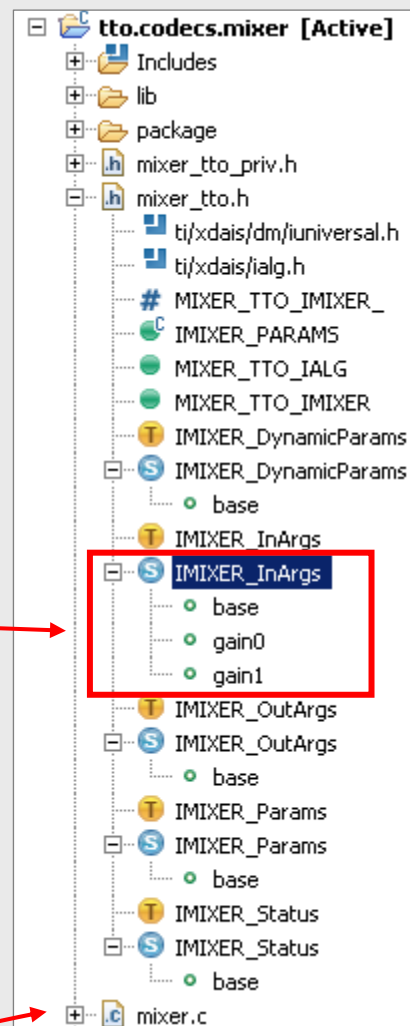 tto.codecs.mixer [Active]
Includes
lib
package
mixer_tto_priv.h
mixer_tto.h
ti/xdais/dm/iuniversal.h
ti/xdais/ialg.h
MIXER_TTO_IMIXER_
IMIXER_PARAMS
MIXER_TTO_IALG
MIXER_TTO_IMIXER
IMIXER_DynamicParams
IMIXER_DynamicParams
base
IMIXER_InArgs
IMIXER_InArgs
base
gain0
gain1
IMIXER_OutArgs
IMIXER_OutArgs
base
IMIXER_Params
IMIXER_Params
base
IMIXER_Status
IMIXER_Status
base
mixer.c